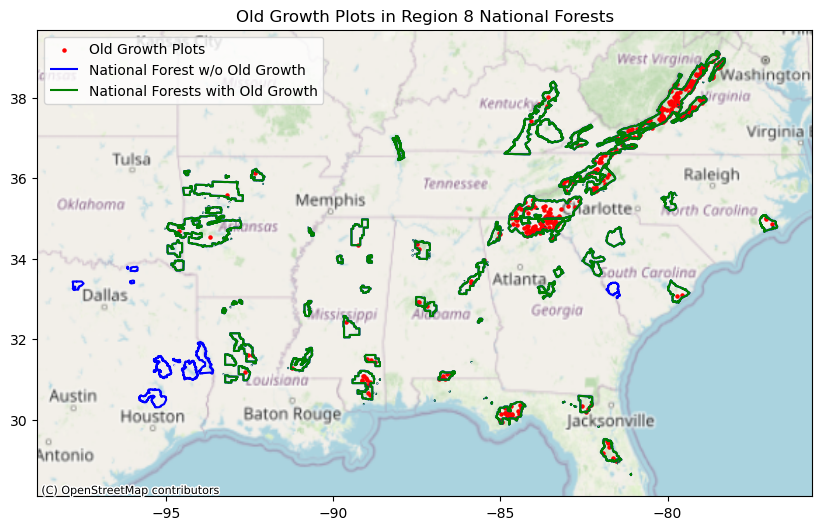 Old Growth Plots in Region 8 National Forests
Old Growth Plots
National Forest w/o Old Growth
National Forests with Old Growth
West Virginia
Washington
Kentucky
Virginia
Virginia B
Tulsa
Oklahoma
Arkansas
Memphis
Tennessee
Raleigh
Charlotte
North Carolina
South Carolina
Atlanta
Georgia
Dallas
Mississippi
Alabama
Louisiana
Austin
Houston
Baton Rouge
Jacksonville
Antonio
38
36
34
32
30
−95
−90
−85
−80
(C) OpenStreetMap contributors